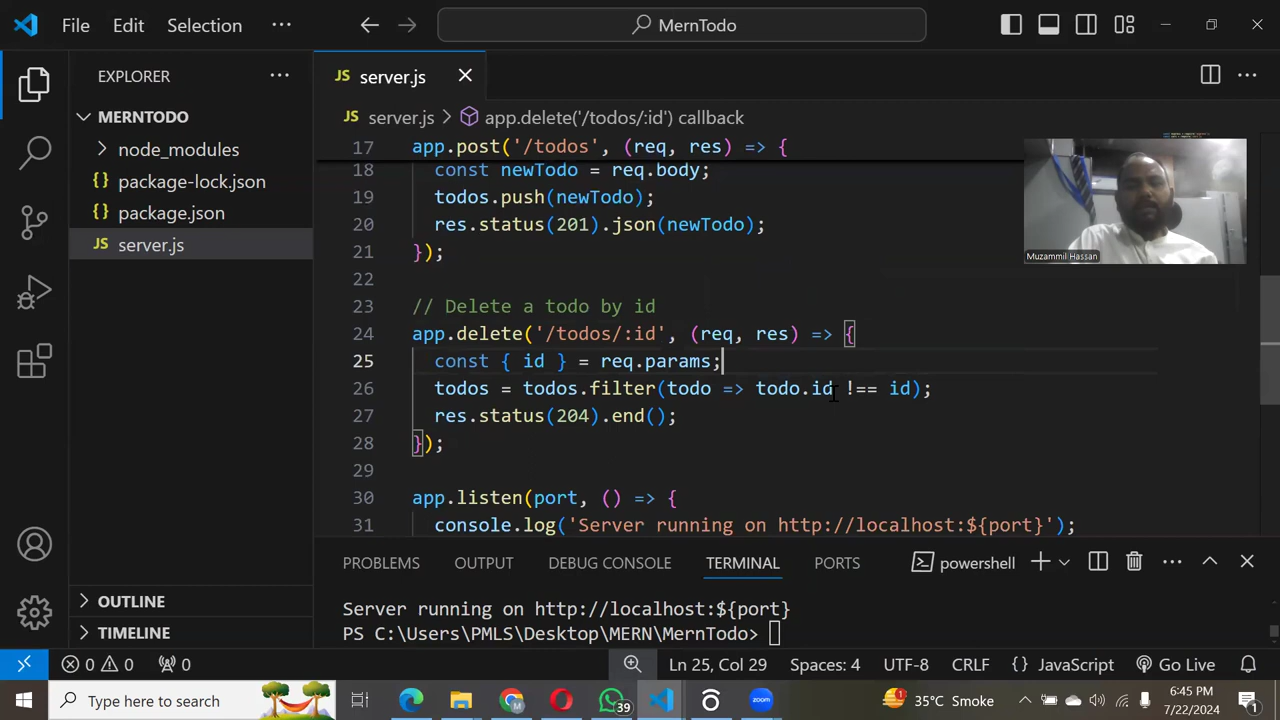 File Edit Selection ··· MernTodo
EXPLORER ···
MERNTODO
node_modules
{} package-lock.json
{} package.json
JS server.js
OUTLINE
TIMELINE
JS server.js
JS server.js > app.delete('/todos/:id') callback
17 app.post('/todos', (req, res) => {
18 const newTodo = req.body;
19 todos.push(newTodo);
20 res.status(201).json(newTodo);
21 });
22
23 // Delete a todo by id
24 app.delete('/todos/:id', (req, res) => {
25 const { id } = req.params;
26 todos = todos.filter(todo => todo.id !== id);
27 res.status(204).end();
28 });
29
30 app.listen(port, () => {
31 console.log('Server running on http://localhost:${port}');
Muzammil Hassan
PROBLEMS OUTPUT DEBUG CONSOLE TERMINAL PORTS powershell
Server running on http://localhost:${port}
PS C:\Users\PMLS\Desktop\MERN\MernTodo>
0 0 0 Ln 25, Col 29 Spaces: 4 UTF-8 CRLF {} JavaScript Go Live
Type here to search 39 zoom 1 35°C Smoke 6:45 PM
7/22/2024 1